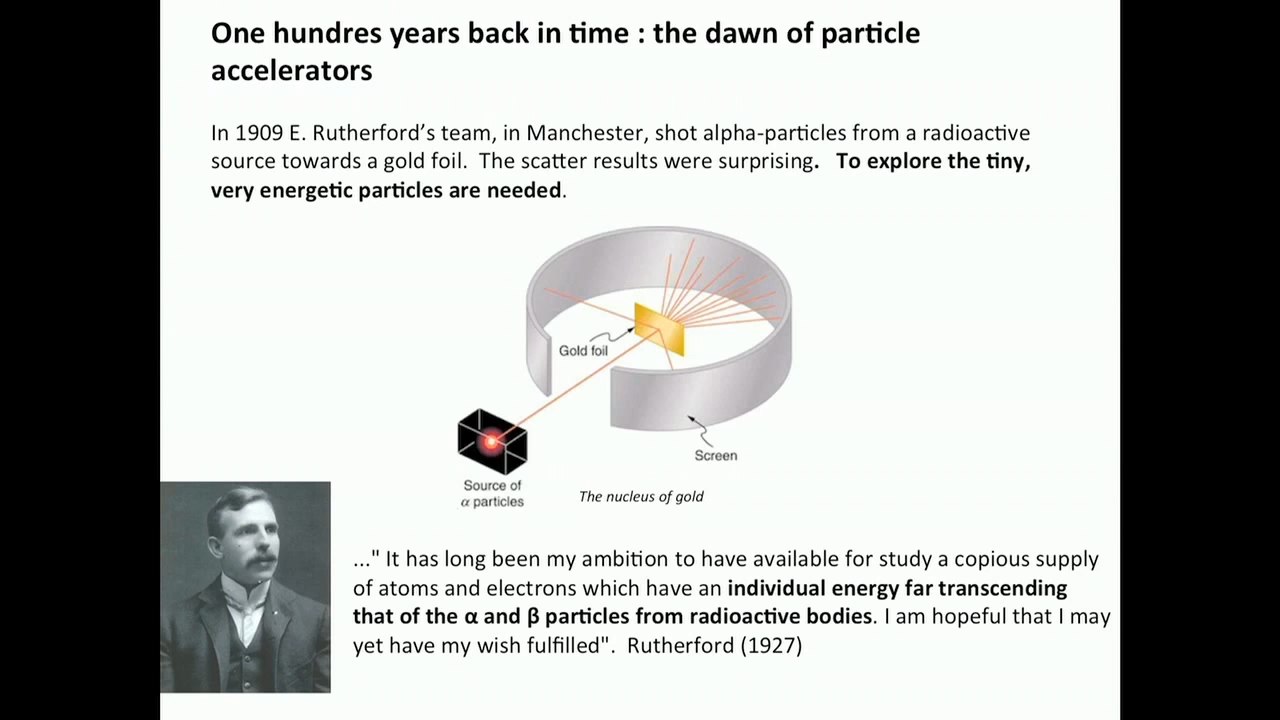 One hundres years back in time : the dawn of particle
accelerators
In 1909 E. Rutherford’s team, in Manchester, shot alpha-particles from a radioactive
source towards a gold foil.  The scatter results were surprising.   To explore the tiny,
very energetic particles are needed.
Gold foil
Screen
Source of
α particles
The nucleus of gold
..." It has long been my ambition to have available for study a copious supply
of atoms and electrons which have an individual energy far transcending
that of the α and β particles from radioactive bodies. I am hopeful that I may
yet have my wish fulfilled".  Rutherford (1927)